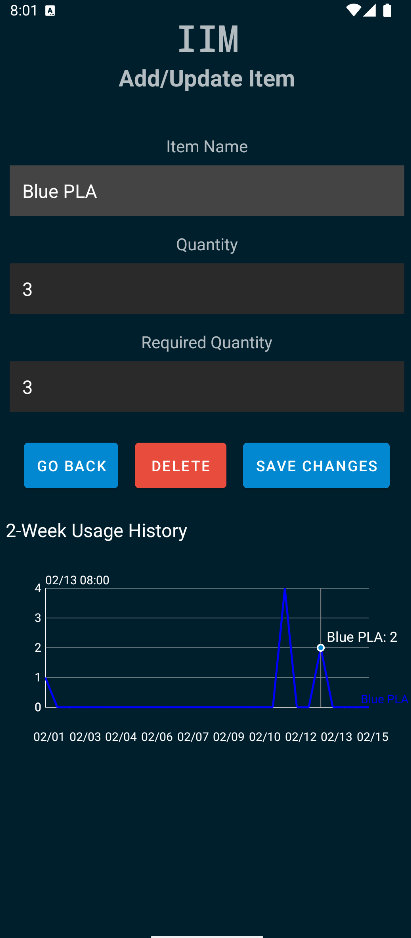 8:01 A
IIM
Add/Update Item
Item Name
Blue PLA
Quantity
3
Required Quantity
3
GO BACK DELETE SAVE CHANGES
2-Week Usage History
02/13 08:00
4
3
2
Blue PLA: 2
1
Blue PLA
0
02/01 02/03 02/04 02/06 02/07 02/09 02/10 02/12 02/13 02/15